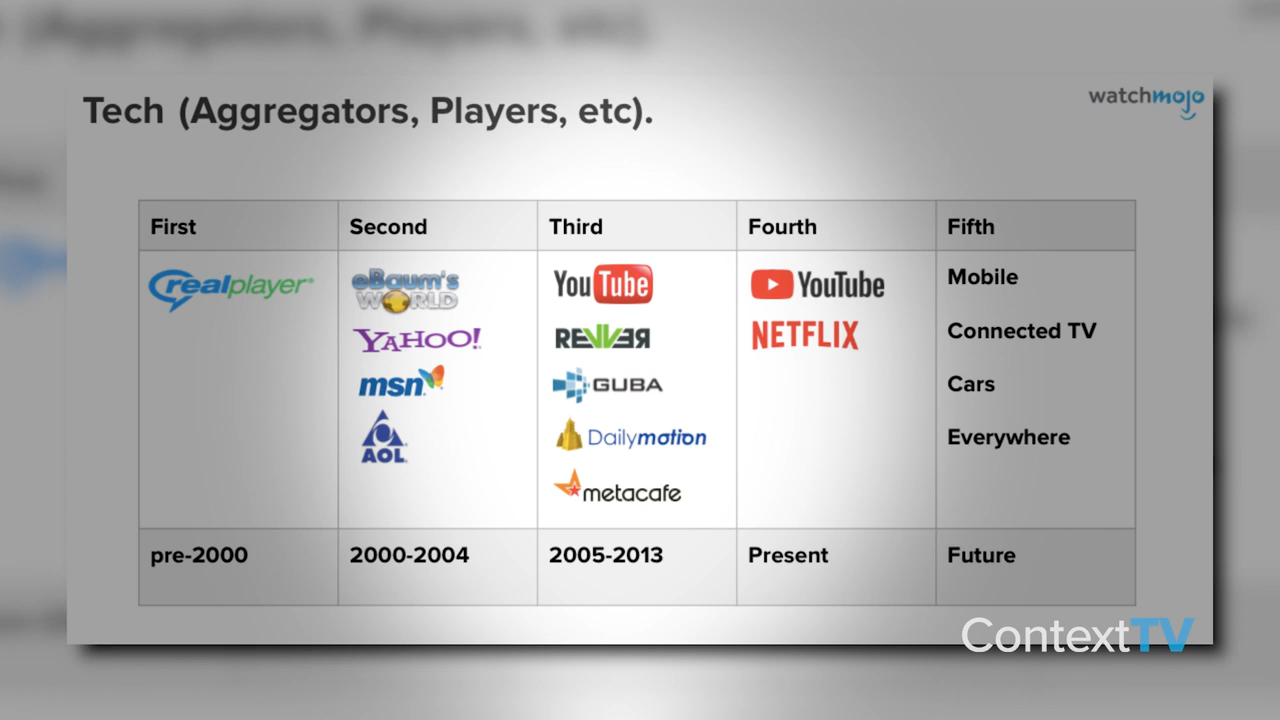 Tech (Aggregators, Players, etc).
watchmojo
First
Second
Third
Fourth
Fifth
realplayer
eBaum's
WORLD
YAHOO!
msn
AOL
YouTube
REVVER
GUBA
Dailymotion
metacafe
YouTube
NETFLIX
Mobile
Connected TV
Cars
Everywhere
pre-2000
2000-2004
2005-2013
Present
Future
ContextTV